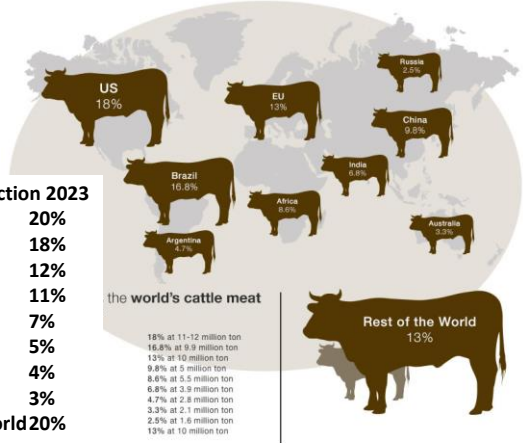 US
18%
EU
13%
Russia
2.5%
China
9.8%
India
6.8%
Brazil
16.8%
Africa
8.6%
Australia
3.3%
Argentina
4.7%
ction 2023
20%
18%
12%
11%
7%
5%
4%
3%
orld 20%
the world's cattle meat
18% at 11-12 million ton
16.8% at 9.9 million ton
13% at 10 million ton
9.8% at 5 million ton
8.6% at 5.5 million ton
6.8% at 3.9 million ton
4.7% at 2.8 million ton
3.3% at 2.1 million ton
2.5% at 1.6 million ton
13% at 10 million ton
Rest of the World
13%